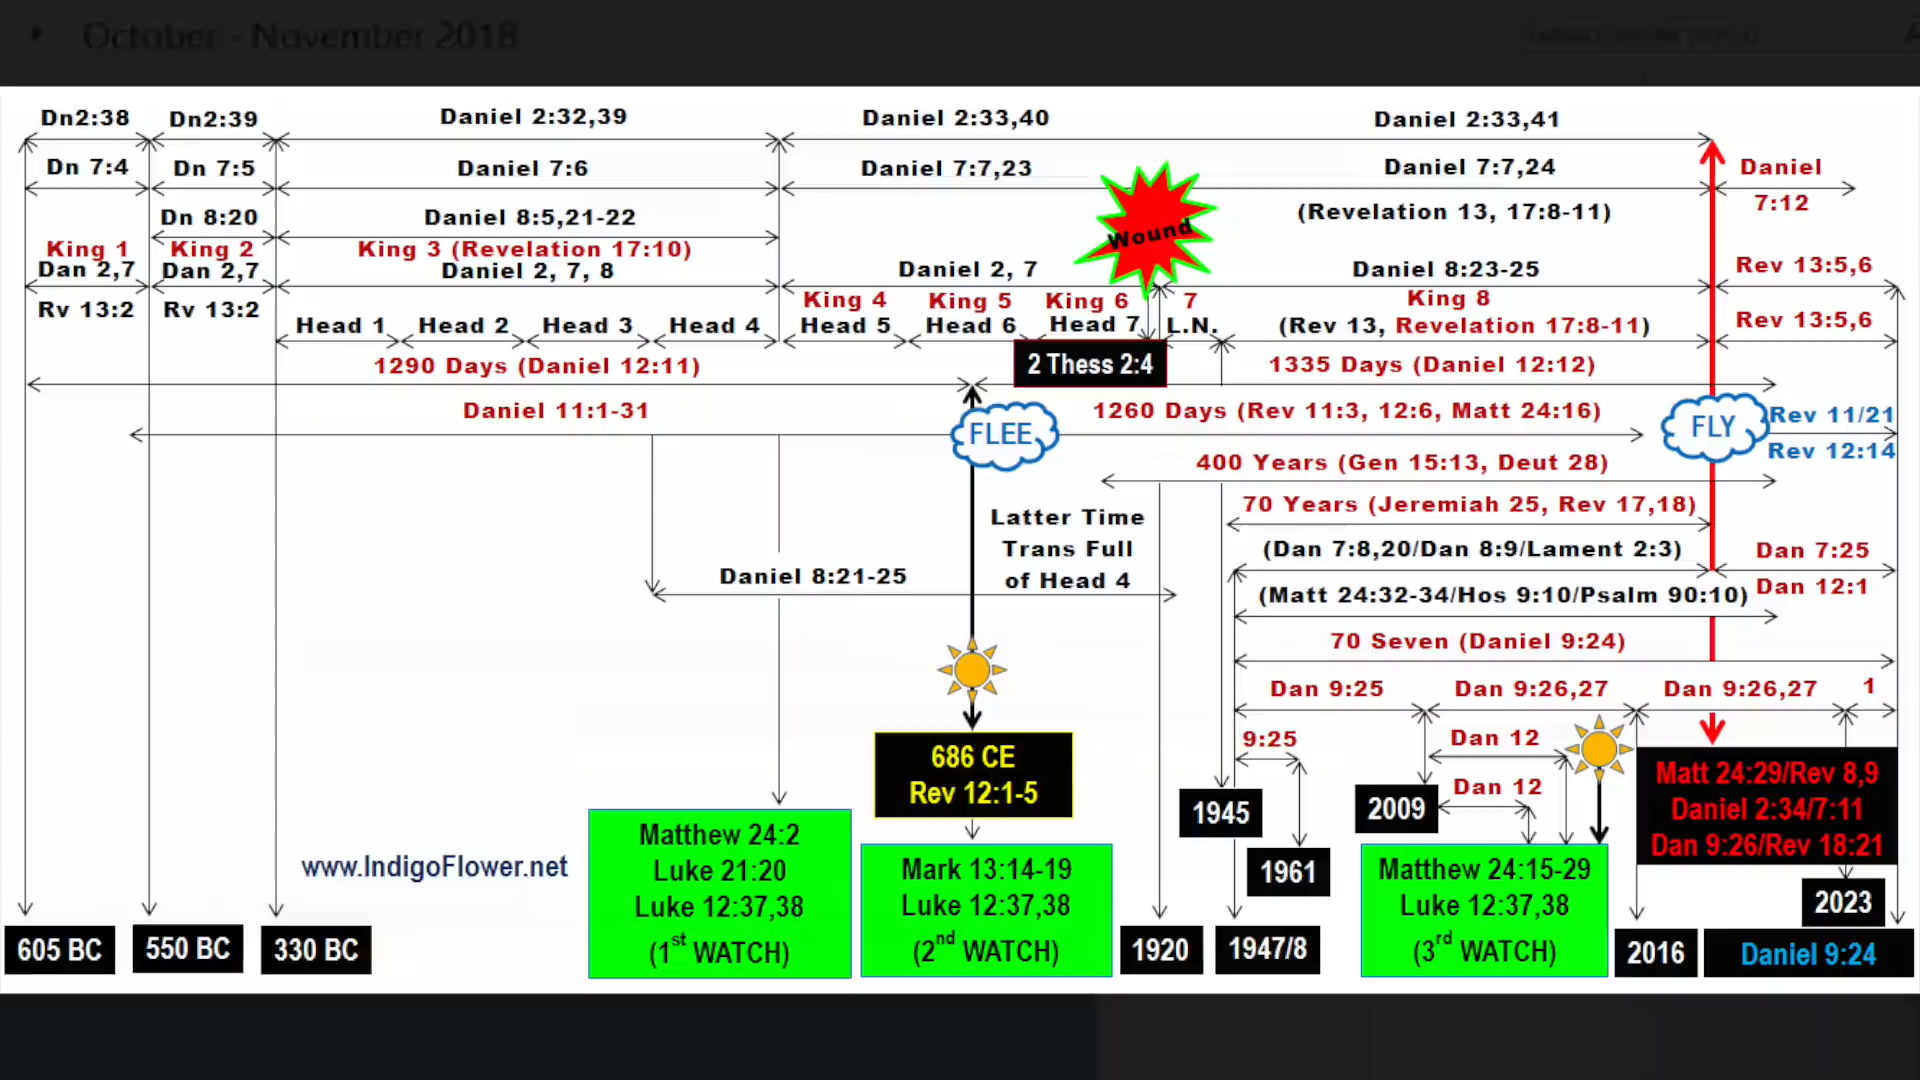 October - November 2018
Dn2:38 Dn2:39 Daniel 2:32,39 Daniel 2:33,40 Daniel 2:33,41
Dn 7:4 Dn 7:5 Daniel 7:6 Daniel 7:7,23 Daniel 7:7,24 Daniel
7:12
Dn 8:20 Daniel 8:5,21-22 Wound (Revelation 13, 17:8-11)
King 1 King 2 King 3 (Revelation 17:10)
Dan 2,7 Dan 2,7 Daniel 2, 7, 8 Daniel 2, 7 Daniel 8:23-25 Rev 13:5,6
Rv 13:2 Rv 13:2 King 4 King 5 King 6 7 King 8
Head 1 Head 2 Head 3 Head 4 Head 5 Head 6 Head 7 L.N. (Rev 13, Revelation 17:8-11) Rev 13:5,6
1290 Days (Daniel 12:11) 2 Thess 2:4 1335 Days (Daniel 12:12)
Daniel 11:1-31 1260 Days (Rev 11:3, 12:6, Matt 24:16) Rev 11/21
FLEE FLY
Rev 12:14
400 Years (Gen 15:13, Deut 28)
70 Years (Jeremiah 25, Rev 17,18)
Latter Time
Trans Full
of Head 4
(Dan 7:8,20/Dan 8:9/Lament 2:3) Dan 7:25
Daniel 8:21-25
(Matt 24:32-34/Hos 9:10/Psalm 90:10) Dan 12:1
70 Seven (Daniel 9:24)
Dan 9:25 Dan 9:26,27 Dan 9:26,27 1
9:25 Dan 12
Dan 12
686 CE
Rev 12:1-5
Matt 24:29/Rev 8,9
Daniel 2:34/7:11
Dan 9:26/Rev 18:21
1945
2009
1961
www.IndigoFlower.net
Matthew 24:2
Luke 21:20
Luke 12:37,38
(1st WATCH)
Mark 13:14-19
Luke 12:37,38
(2nd WATCH)
Matthew 24:15-29
Luke 12:37,38
(3rd WATCH)
2023
605 BC 550 BC 330 BC 1920 1947/8 2016 Daniel 9:24